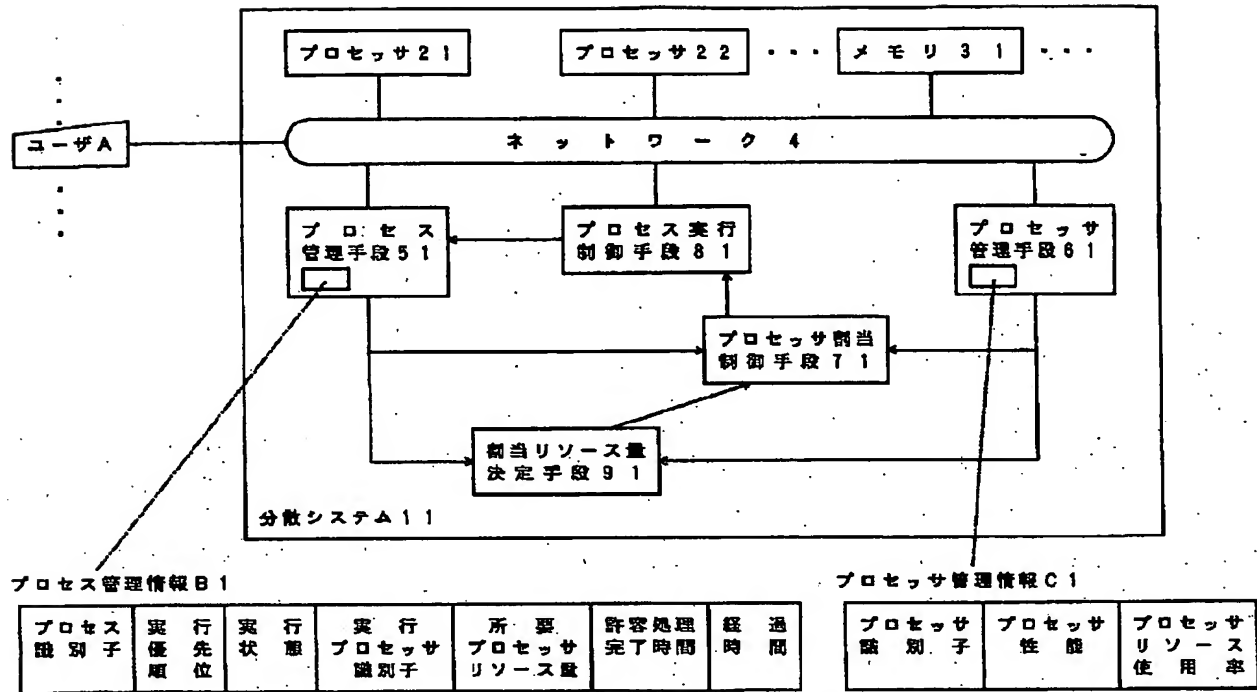 プロセッサ21
プロセッサ22
・・・
メモリ31
・・・
ユーザA
ネットワーク4
プロセス
管理手段51
プロセス実行
制御手段81
プロセッサ
管理手段61
プロセッサ割当
制御手段71
割当リソース量
決定手段91
分散システム11
プロセス管理情報B1
プロセッサ管理情報C1
プロセス
識別子
実行
優先
順位
実行
状態
実行
プロセッサ
識別子
所要
プロセッサ
リソース量
許容処理
完了時間
経過
時間
プロセッサ
識別子
プロセッサ
性能
プロセッサ
リソース
使用率